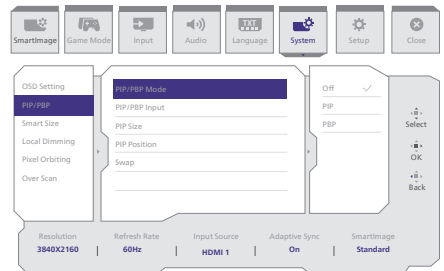 SmartImage
Game Mode
Input
Audio
TXT
Language
System
Setup
Close
OSD Setting
PIP/PBP
Smart Size
Local Dimming
Pixel Orbiting
Over Scan
PIP/PBP Mode
PIP/PBP Input
PIP Size
PIP Position
Swap
Off
PIP
PBP
Select
OK
Back
Resolution
3840X2160
Refresh Rate
60Hz
Input Source
HDMI 1
Adaptive Sync
On
SmartImage
Standard